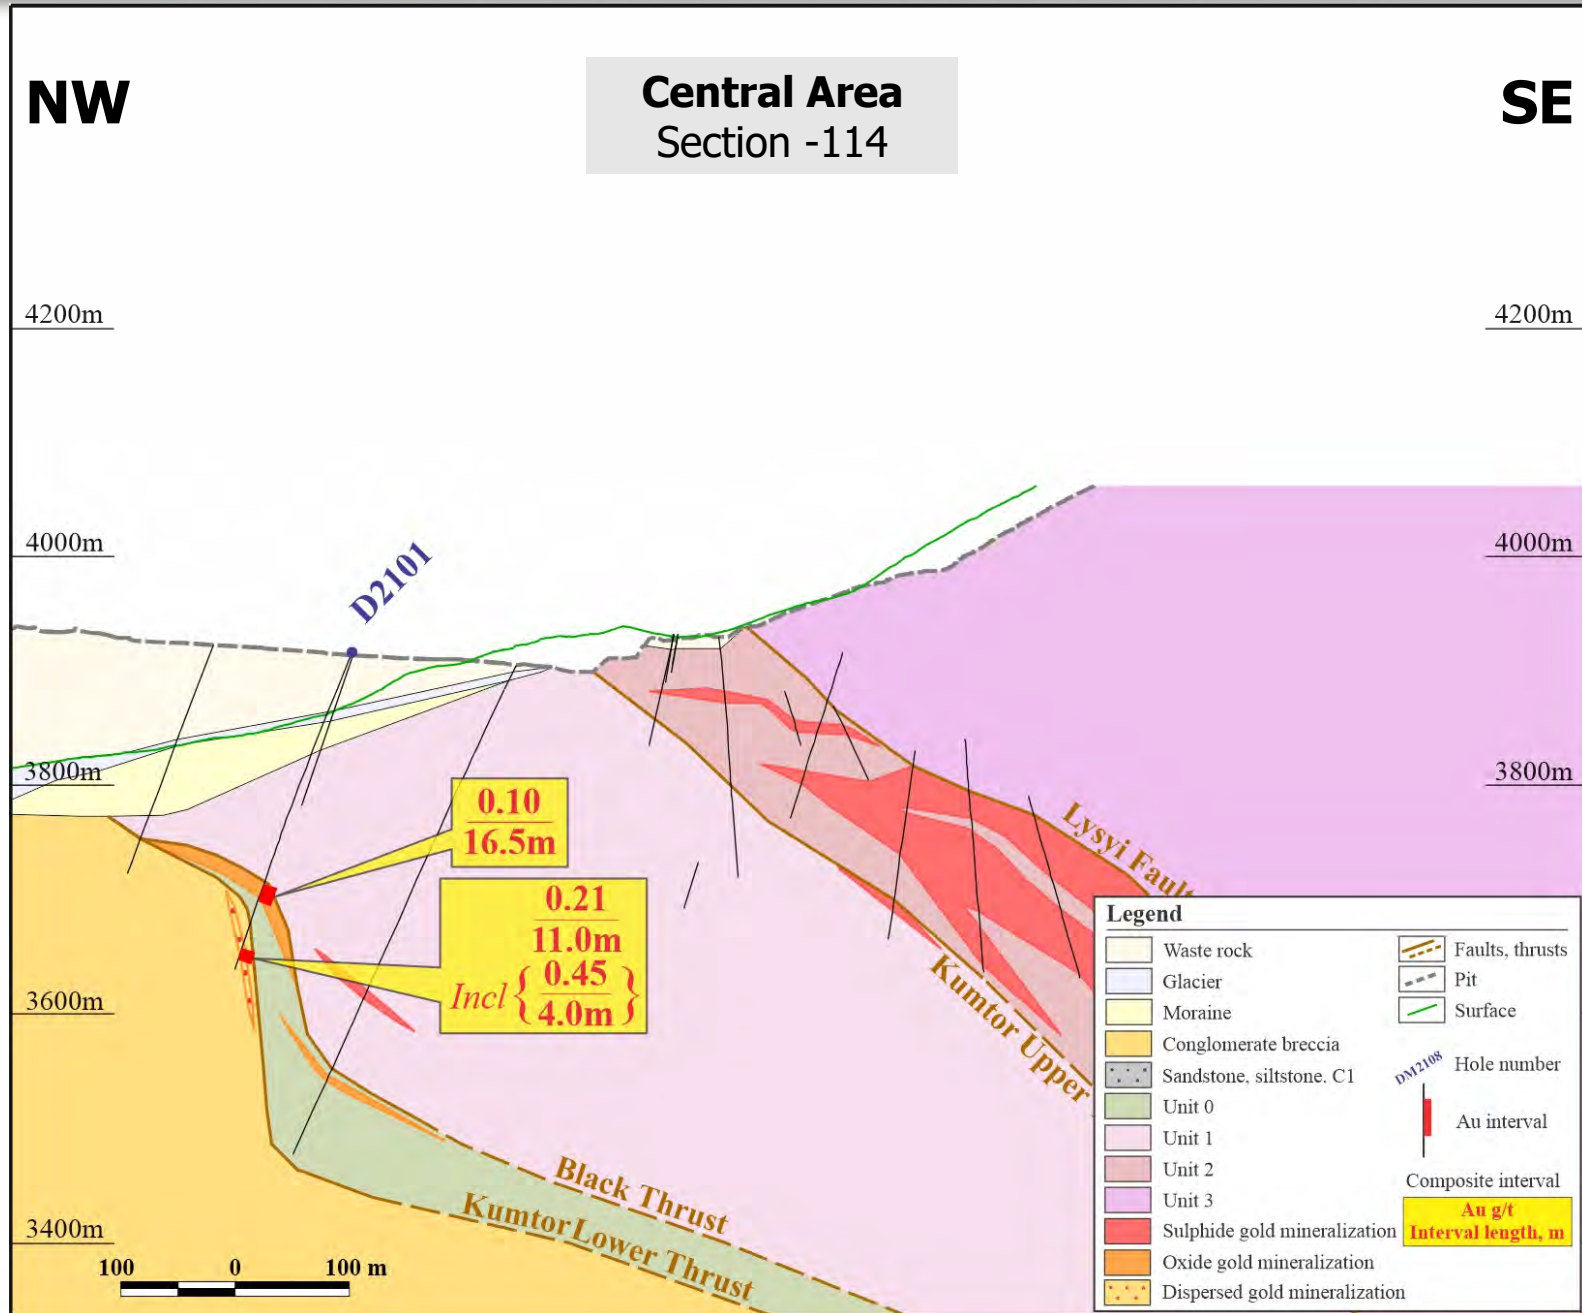 NW
Central Area
Section -114
SE
4200m
4200m
4000m
4000m
D2101
3800m
3800m
0.10
16.5m
Lysyi Fault
0.21
11.0m
Incl { 0.45
4.0m }
Kumtor Upper
3600m
Black Thrust
Kumtor Lower Thrust
3400m
100 0 100 m
Legend
Waste rock
Glacier
Moraine
Conglomerate breccia
Sandstone, siltstone. C1
Unit 0
Unit 1
Unit 2
Unit 3
Sulphide gold mineralization
Oxide gold mineralization
Dispersed gold mineralization
Faults, thrusts
Pit
Surface
DM2108
Hole number
Au interval
Composite interval
Au g/t
Interval length, m